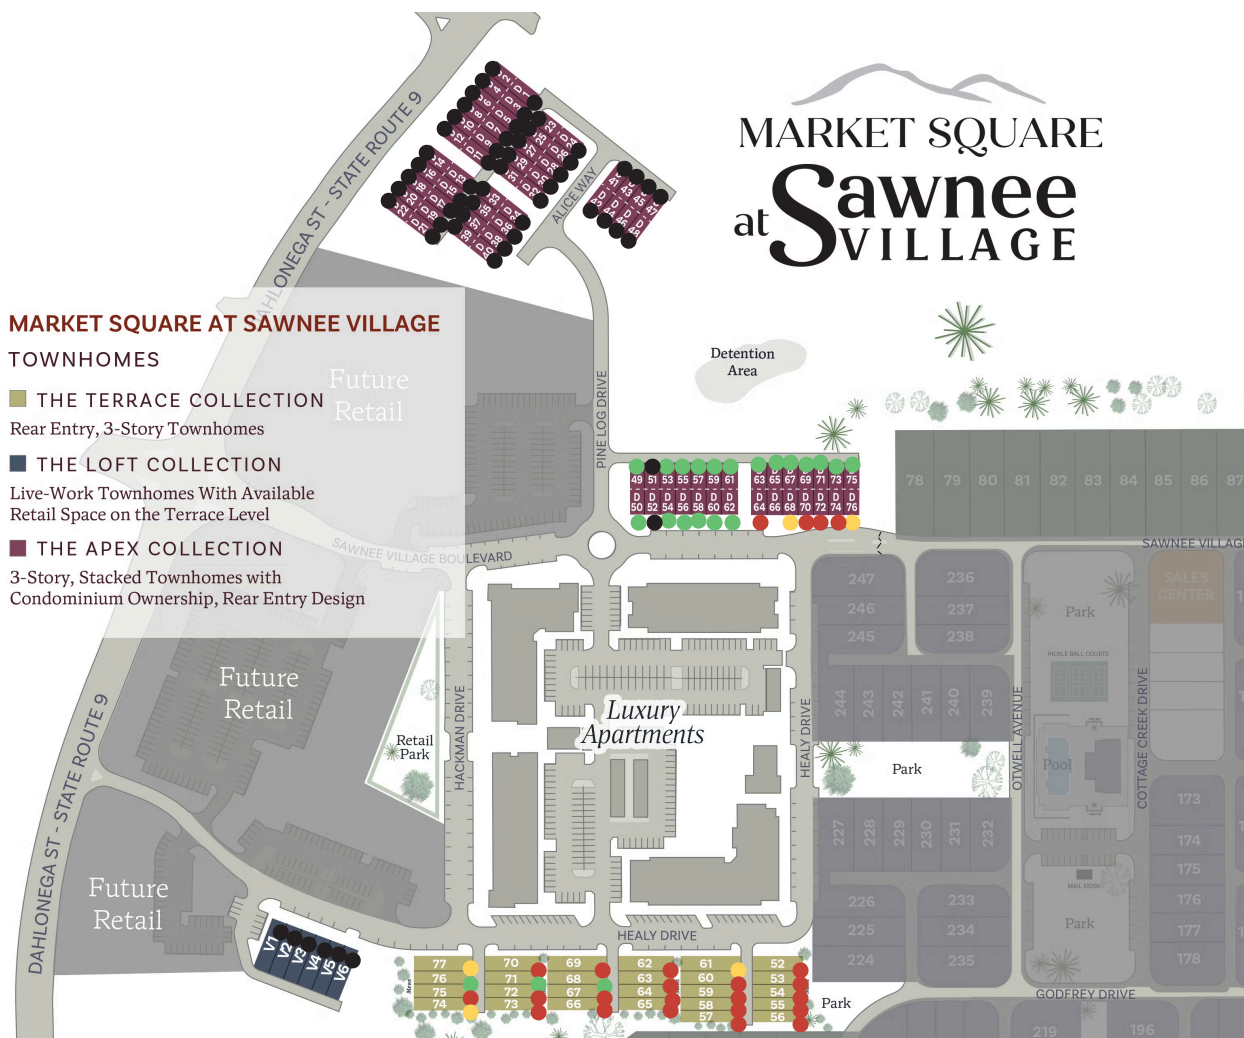 MARKET SQUARE
at Sawnee
VILLAGE
DAHLONEGA ST - STATE ROUTE 9
ALICE WAY
PINE LOG DRIVE
Detention
Area
MARKET SQUARE AT SAWNEE VILLAGE
TOWNHOMES
THE TERRACE COLLECTION
Rear Entry, 3-Story Townhomes
THE LOFT COLLECTION
Live-Work Townhomes With Available
Retail Space on the Terrace Level
THE APEX COLLECTION
3-Story, Stacked Townhomes with
Condominium Ownership, Rear Entry Design
Future
Retail
49 51 53 55 57 59 61
D D D D D D D
50 52 54 56 58 60 62
63 65 67 69 71 73 75
D D D D D D D
64 68 70 72 74 76
78 79 80 81 82 83 84 85 86 87
SAWNEE VILLAGE BOULEVARD
SAWNEE VILLAG
247
246
245
236
237
238
244 243 242 241 240 239
Park
PICKLE BALL COURTS
SALES
CENTER
Pool
Future
Retail
Retail
Park
HACKMAN DRIVE
Luxury
Apartments
HEALY DRIVE
Park
OTWELL AVENUE
COTTAGE CREEK DRIVE
227 228 229 230 231 232
226
225
224
233
234
235
173
174
175
176
177
178
MAIL KIOSK
Park
DAHLONEGA ST - STATE ROUTE 9
Future
Retail
V1 V2 V3 V4 V5 V6
HEALY DRIVE
77 70 69 62 61 52
76 71 68 63 60 53
75 72 67 64 59 54
74 73 66 65 58 55
57 56
Mews
Park
GODFREY DRIVE
219
196